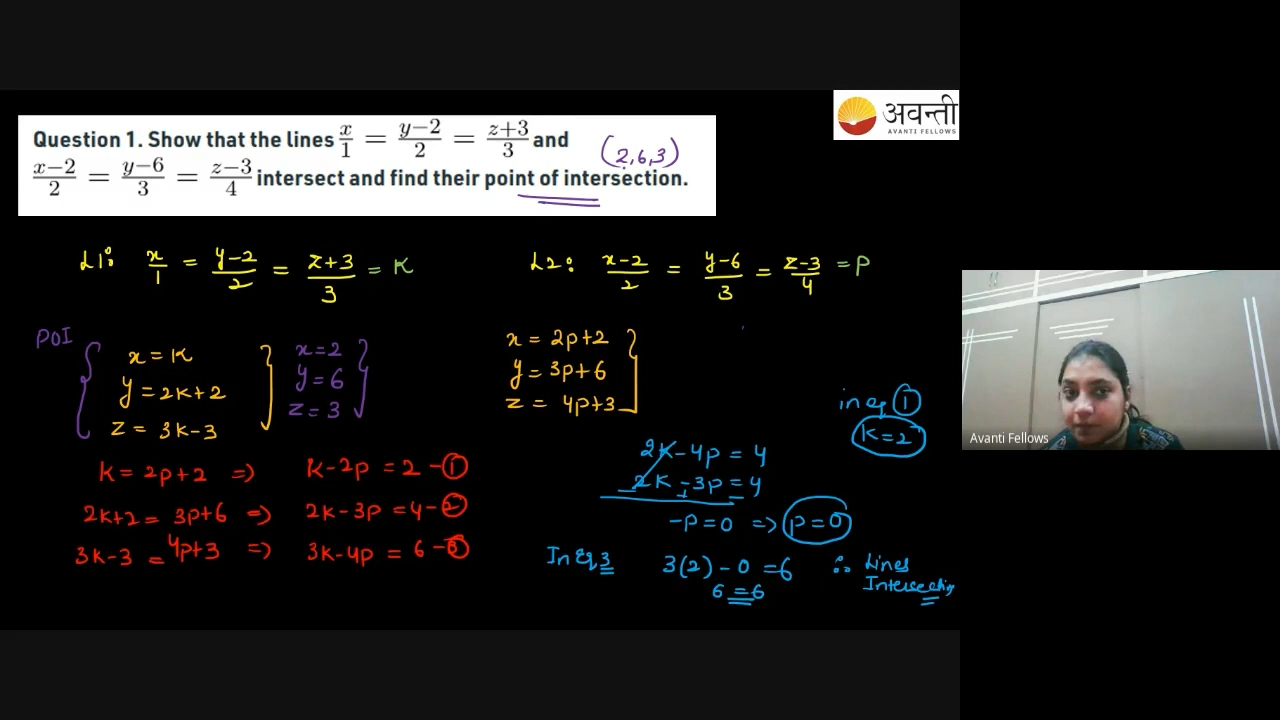 अवन्ती
AVANTI FELLOWS
Question 1. Show that the lines x/1 = y−2/2 = z+3/3 and
x−2/2 = y−6/3 = z−3/4 intersect and find their point of intersection.
(2,6,3)
L1: x/1 = y-2/2 = z+3/3 = K
L2: x-2/2 = y-6/3 = z-3/4 = P
POI
x = K
y = 2K+2
z = 3K-3
x=2
y=6
z=3
x = 2p+2
y = 3p+6
z = 4p+3
K = 2p+2 => K-2p = 2 - 1
2K+2 = 3p+6 => 2K-3p = 4 - 2
3K-3 = 4p+3 => 3K-4p = 6 - 3
2K-4p = 4
2K-3p = 4
-p=0 => p=0
in eq 1
K=2
In Eq 3 3(2) - 0 = 6
6 = 6
∴ Lines
Intersecting
Avanti Fellows